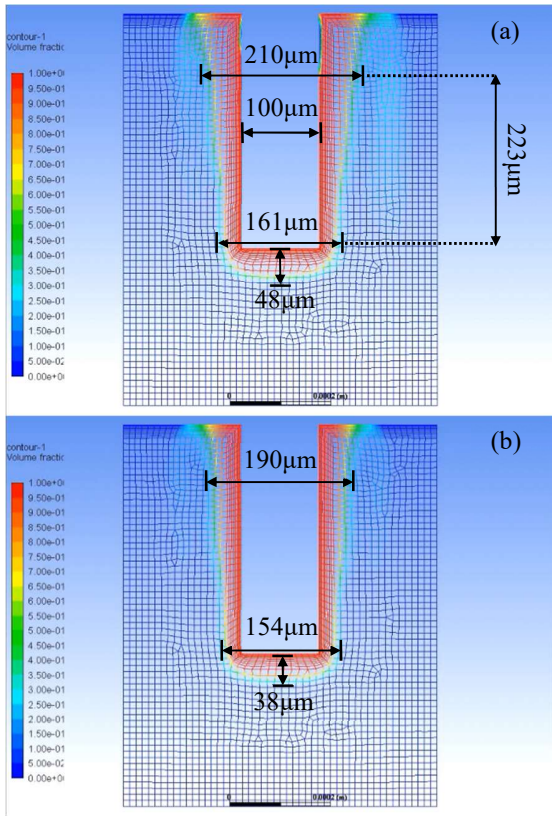 contour-1
Volume fractic
(a)
1.00e+0(
9.50e-01
9.00e-01
8.50e-01
8.00e-01
7.50e-01
7.00e-01
6.50e-01
6.00e-01
5.50e-01
5.00e-01
4.50e-01
4.00e-01
3.50e-01
3.00e-01
2.50e-01
2.00e-01
1.50e-01
1.00e-01
5.00e-02
0.00e+0(
210μm
100μm
223μm
161μm
48μm
0
0.0002 (m)
contour-1
Volume fractic
(b)
1.00e+0(
9.50e-01
9.00e-01
8.50e-01
8.00e-01
7.50e-01
7.00e-01
6.50e-01
6.00e-01
5.50e-01
5.00e-01
4.50e-01
4.00e-01
3.50e-01
3.00e-01
2.50e-01
2.00e-01
1.50e-01
1.00e-01
5.00e-02
0.00e+0(
190μm
154μm
38μm
0
0.0002 (m)